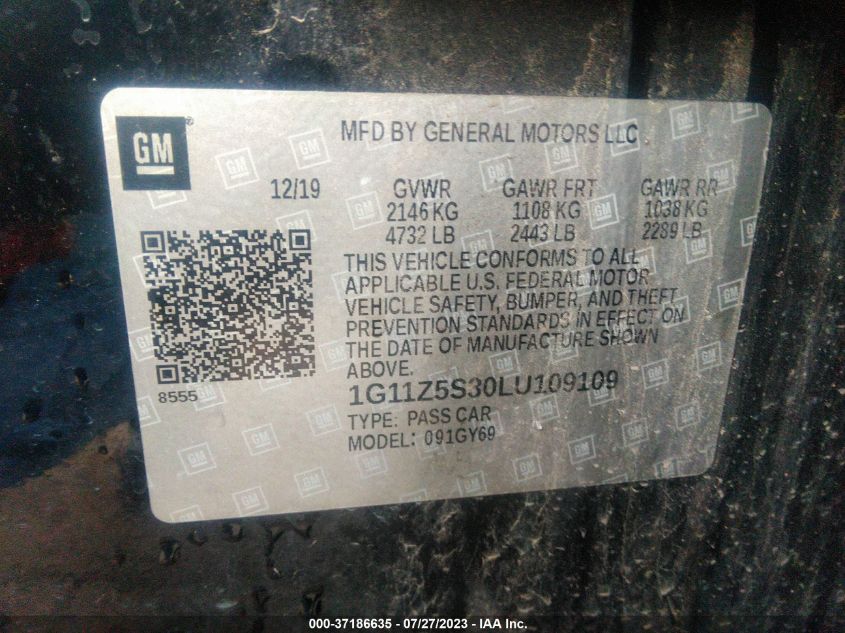 GM®
MFD BY GENERAL MOTORS LLC
12/19 GVWR GAWR FRT GAWR RR
2146 KG 1108 KG 1038 KG
4732 LB 2443 LB 2289 LB
THIS VEHICLE CONFORMS TO ALL
APPLICABLE U.S. FEDERAL MOTOR
VEHICLE SAFETY, BUMPER, AND THEFT
PREVENTION STANDARDS IN EFFECT ON
THE DATE OF MANUFACTURE SHOWN
ABOVE.
8555
1G11Z5S30LU109109
TYPE: PASS CAR
MODEL: 091GY69
000-37186635 / 07/27/2023 - IAA Inc.